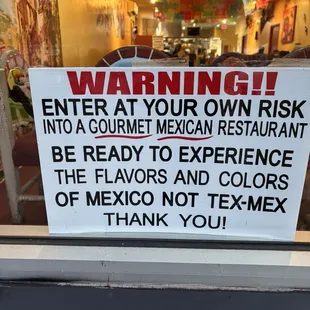 WARNING!!
ENTER AT YOUR OWN RISK
INTO A GOURMET MEXICAN RESTAURANT
BE READY TO EXPERIENCE
THE FLAVORS AND COLORS
OF MEXICO NOT TEX-MEX
THANK YOU!